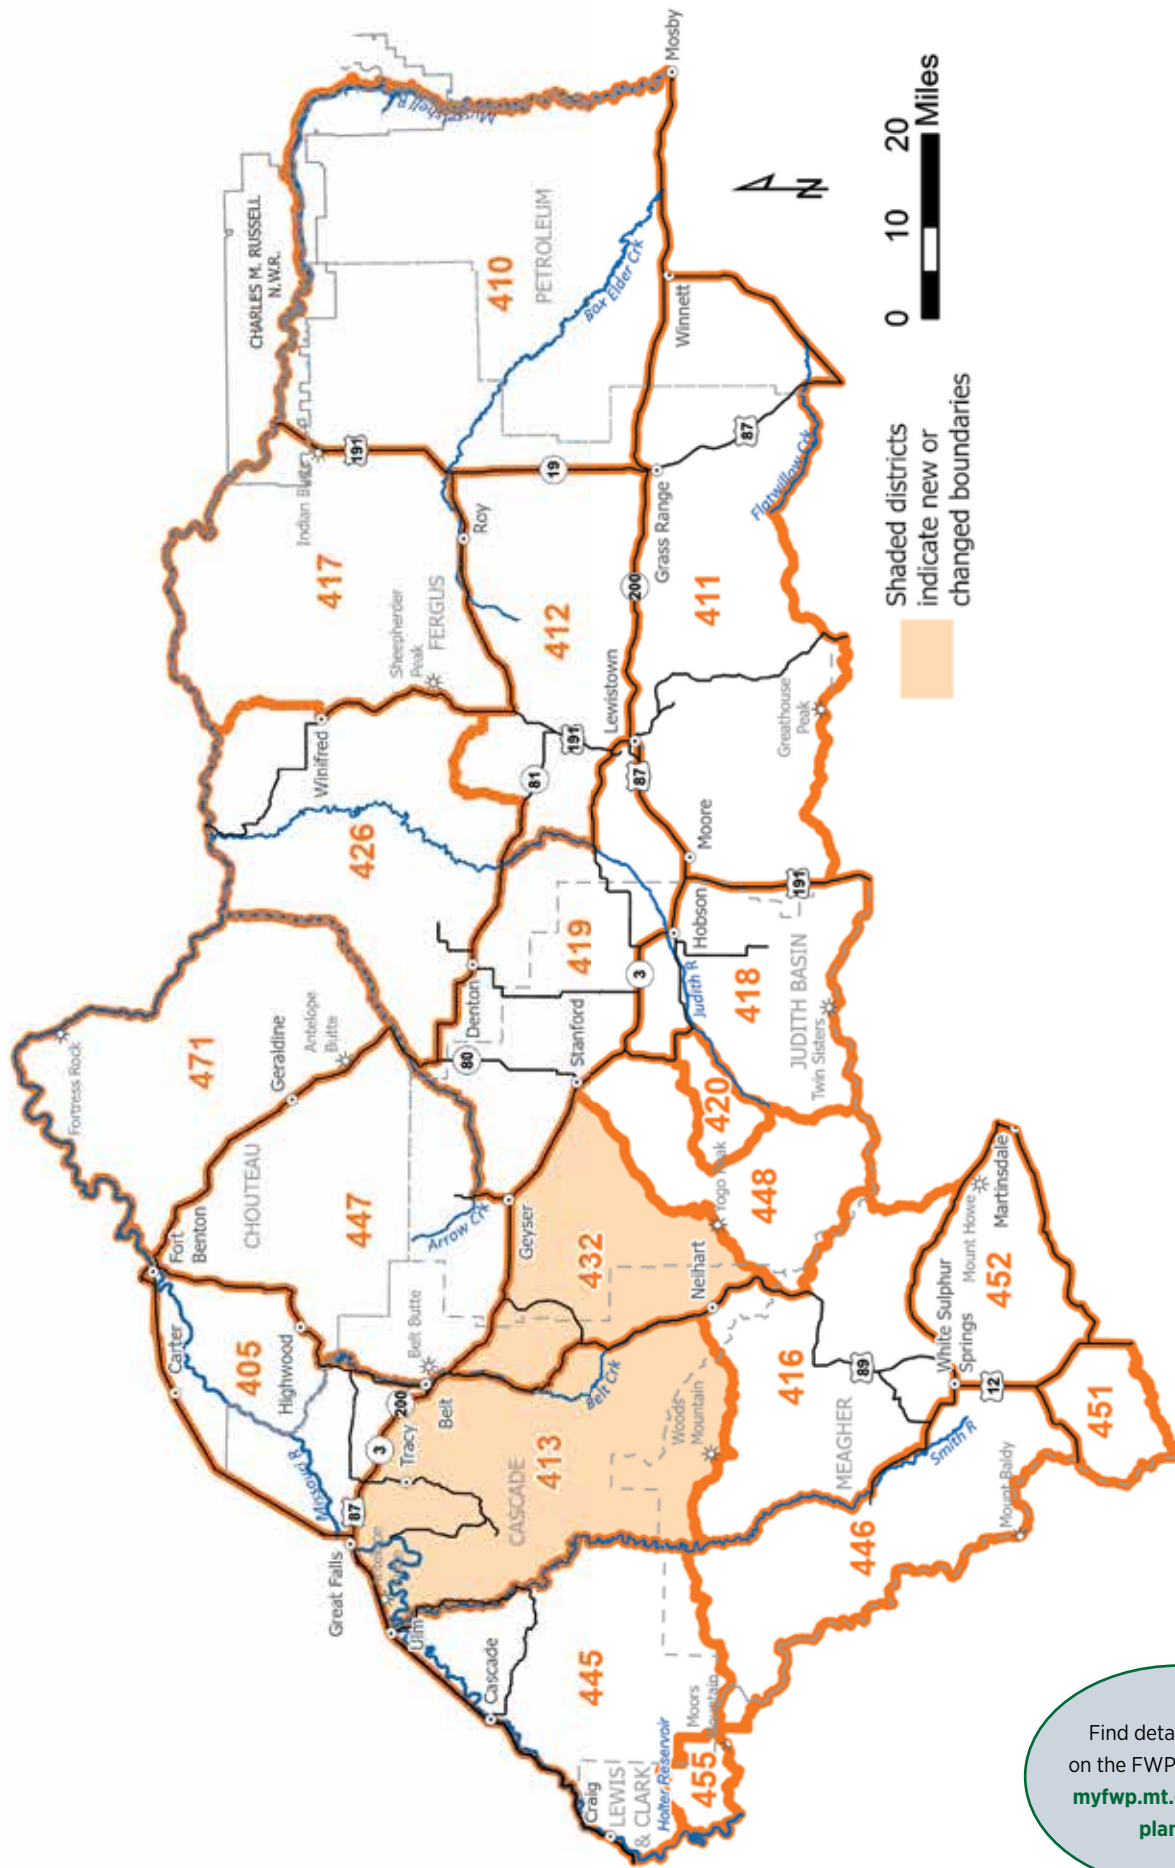 Mosby
Musselshell R
CHARLES M. RUSSELL
N.W.R.
410
PETROLEUM
Box Elder Crk
Winnett
N
0 10 20
Miles
Indian Butte
191
19
87
Grass Range
Flatwillow Crk
Roy
417
Sheepherder
Peak
FERGUS
412
200
411
Shaded districts
indicate new or
changed boundaries
Winifred
Lewistown
191
81
87
Greathouse
Peak
426
Moore
191
419
Hobson
Denton
3
Judith R
418
JUDITH BASIN
Twin Sisters
Fortress Rock
471
Geraldine
Antelope
Butte
80
Stanford
420
Yogo Peak
448
CHOUTEAU
447
Arrow Crk
Geyser
432
Neihart
Martinsdale
Mount Howe
452
Fort
Benton
Carter
405
Highwood
Belt Butte
Belt
200
Belt Crk
White Sulphur
Springs
12
89
416
MEAGHER
451
Missouri R
3
Tracy
87
413
CASCADE
Woods
Mountain
Smith R
Mount Baldy
446
Great Falls
Ulm
Cascade
445
Craig
LEWIS
& CLARK
Holter Reservoir
Moors
Mountain
455
Find deta
on the FWP
myfwp.mt.
plan